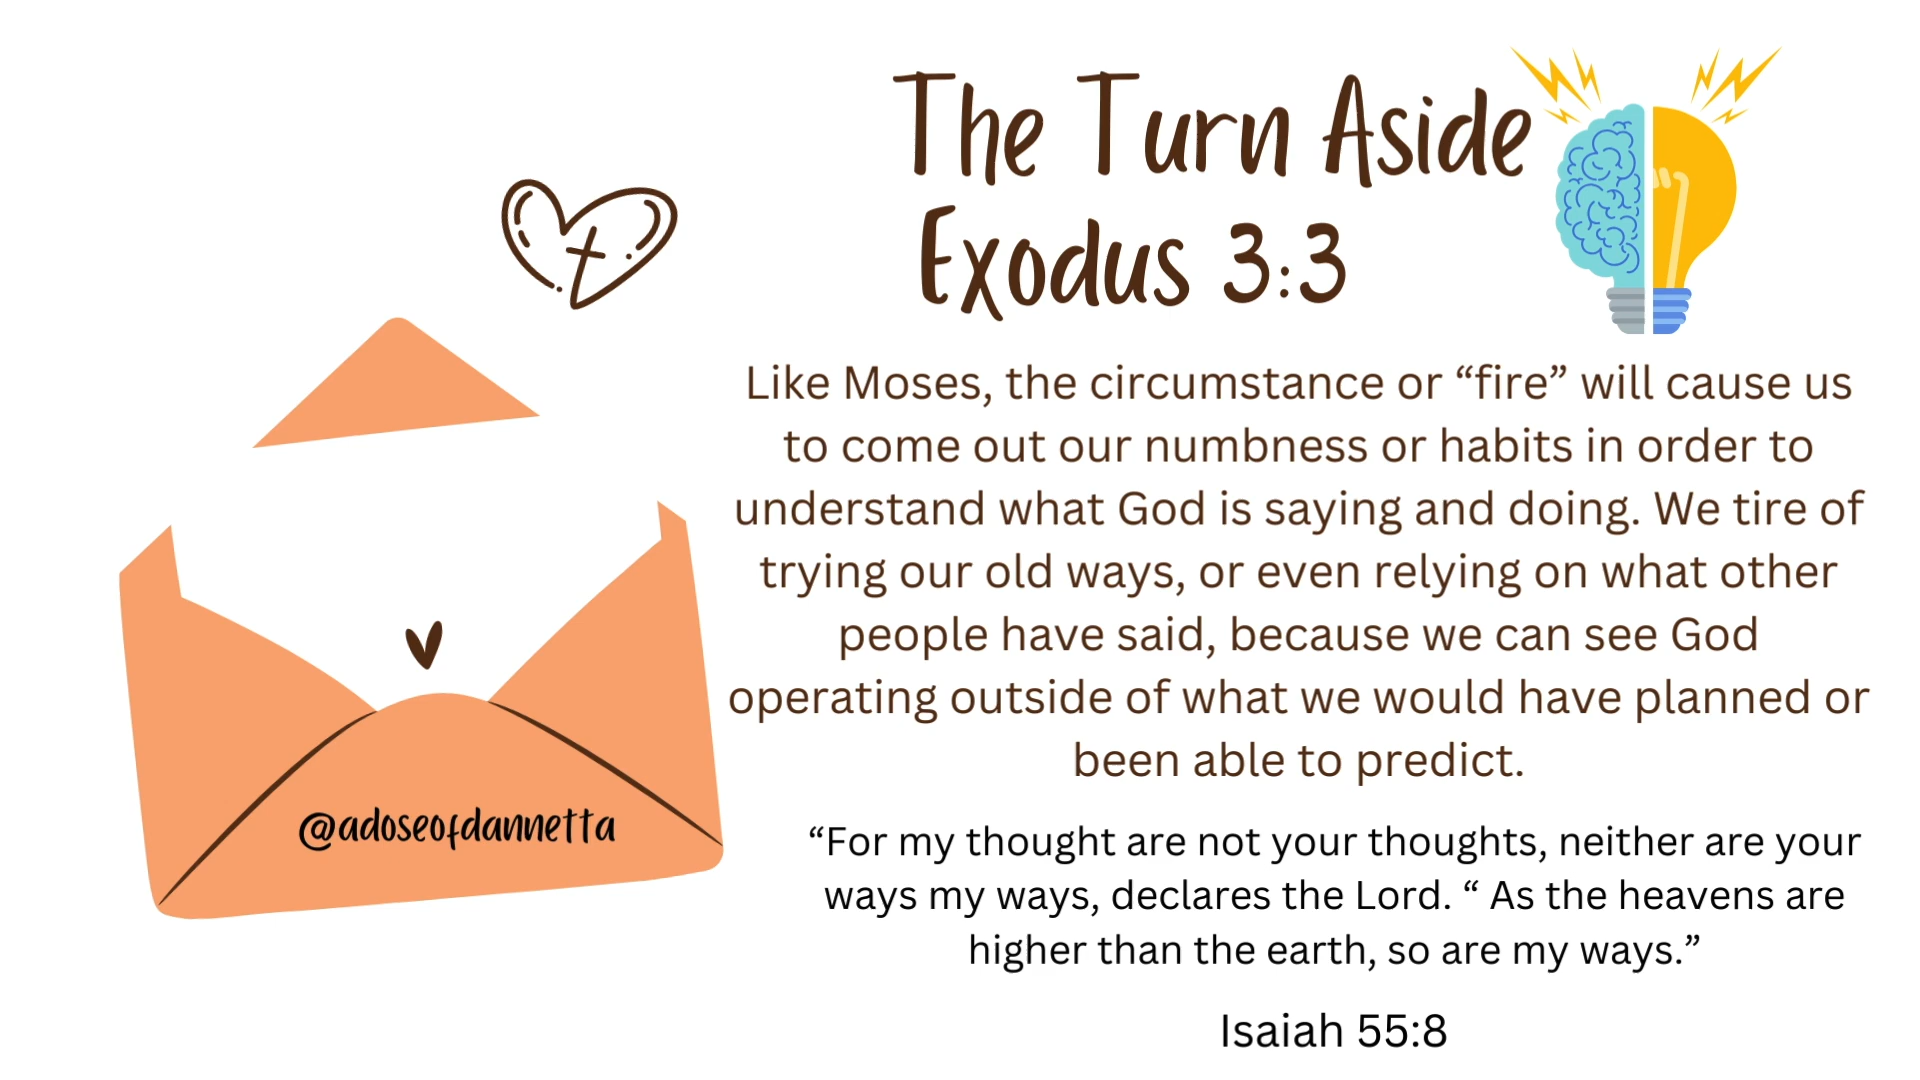 The Turn Aside
Exodus 3:3
Like Moses, the circumstance or “fire” will cause us
to come out our numbness or habits in order to
understand what God is saying and doing. We tire of
trying our old ways, or even relying on what other
people have said, because we can see God
operating outside of what we would have planned or
been able to predict.
“For my thought are not your thoughts, neither are your
ways my ways, declares the Lord. “ As the heavens are
higher than the earth, so are my ways.”
Isaiah 55:8
@adoseofdannetta